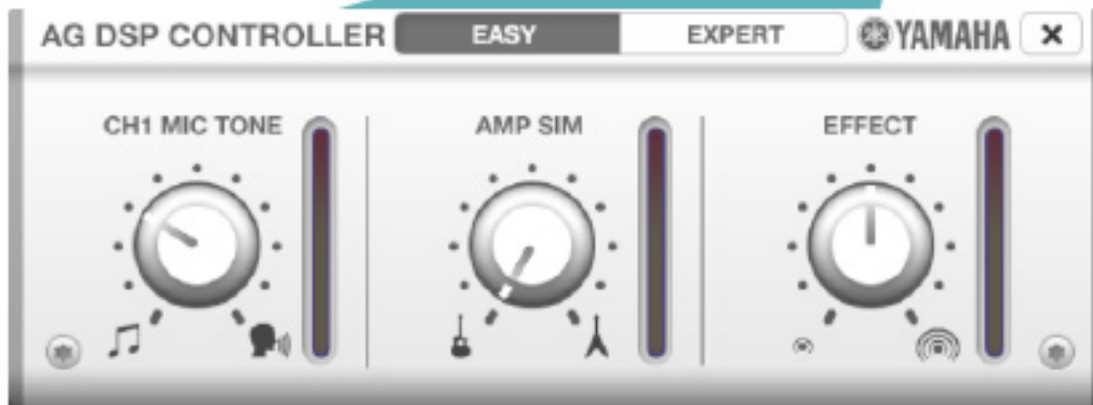 AG DSP CONTROLLER EASY EXPERT YAMAHA ×
CH1 MIC TONE AMP SIM EFFECT